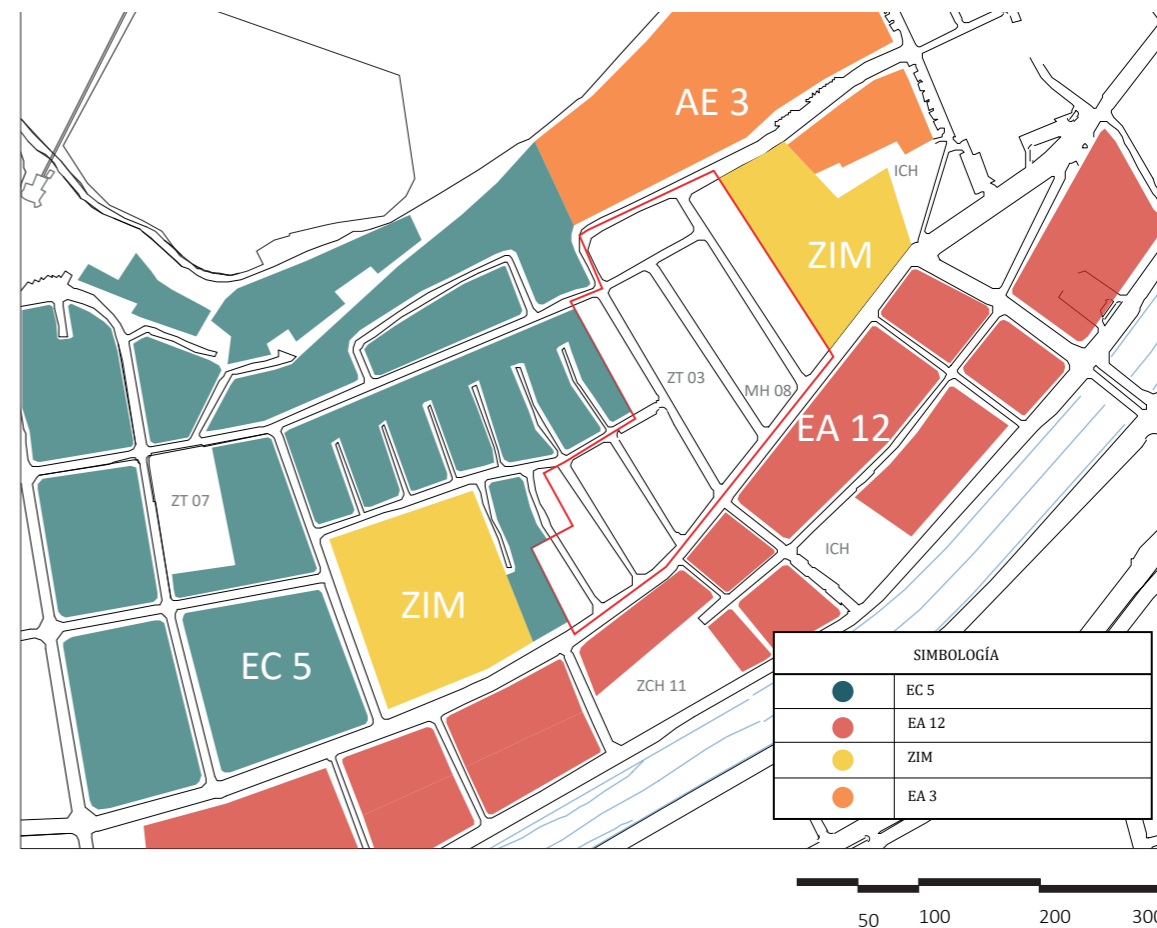 AE 3
ICH
ZIM
ZT 03
MH 08
EA 12
ZT 07
ICH
ZIM
EC 5
ZCH 11
SIMBOLOGÍA
EC 5
EA 12
ZIM
EA 3
50 100 200 300